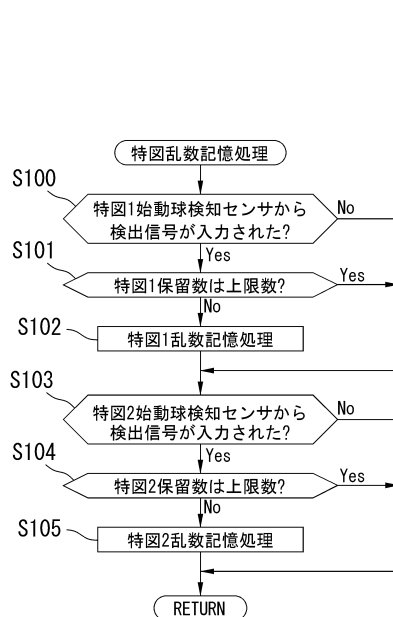 特図乱数記憶処理
S100
特図1始動球検知センサから
検出信号が入力された?
No
Yes
S101
特図1保留数は上限数?
Yes
No
S102
特図1乱数記憶処理
S103
特図2始動球検知センサから
検出信号が入力された?
No
Yes
S104
特図2保留数は上限数?
Yes
No
S105
特図2乱数記憶処理
RETURN